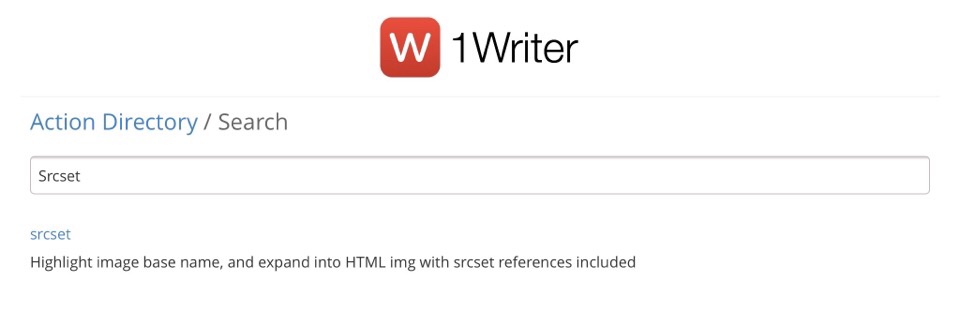 W 1Writer
Action Directory / Search
Srcset
srcset
Highlight image base name, and expand into HTML img with srcset references included